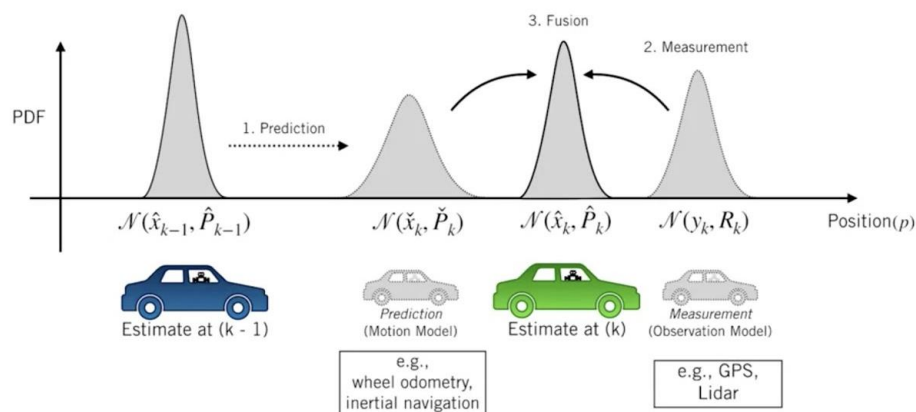 3. Fusion
2. Measurement
PDF
1. Prediction
𝒩(x̂ₖ₋₁, P̂ₖ₋₁)
𝒩(x̌ₖ, P̌ₖ)
𝒩(x̂ₖ, P̂ₖ)
𝒩(yₖ, Rₖ)
Position(p)
Estimate at (k - 1)
Prediction
(Motion Model)
Estimate at (k)
Measurement
(Observation Model)
e.g.,
wheel odometry,
inertial navigation
e.g., GPS,
Lidar